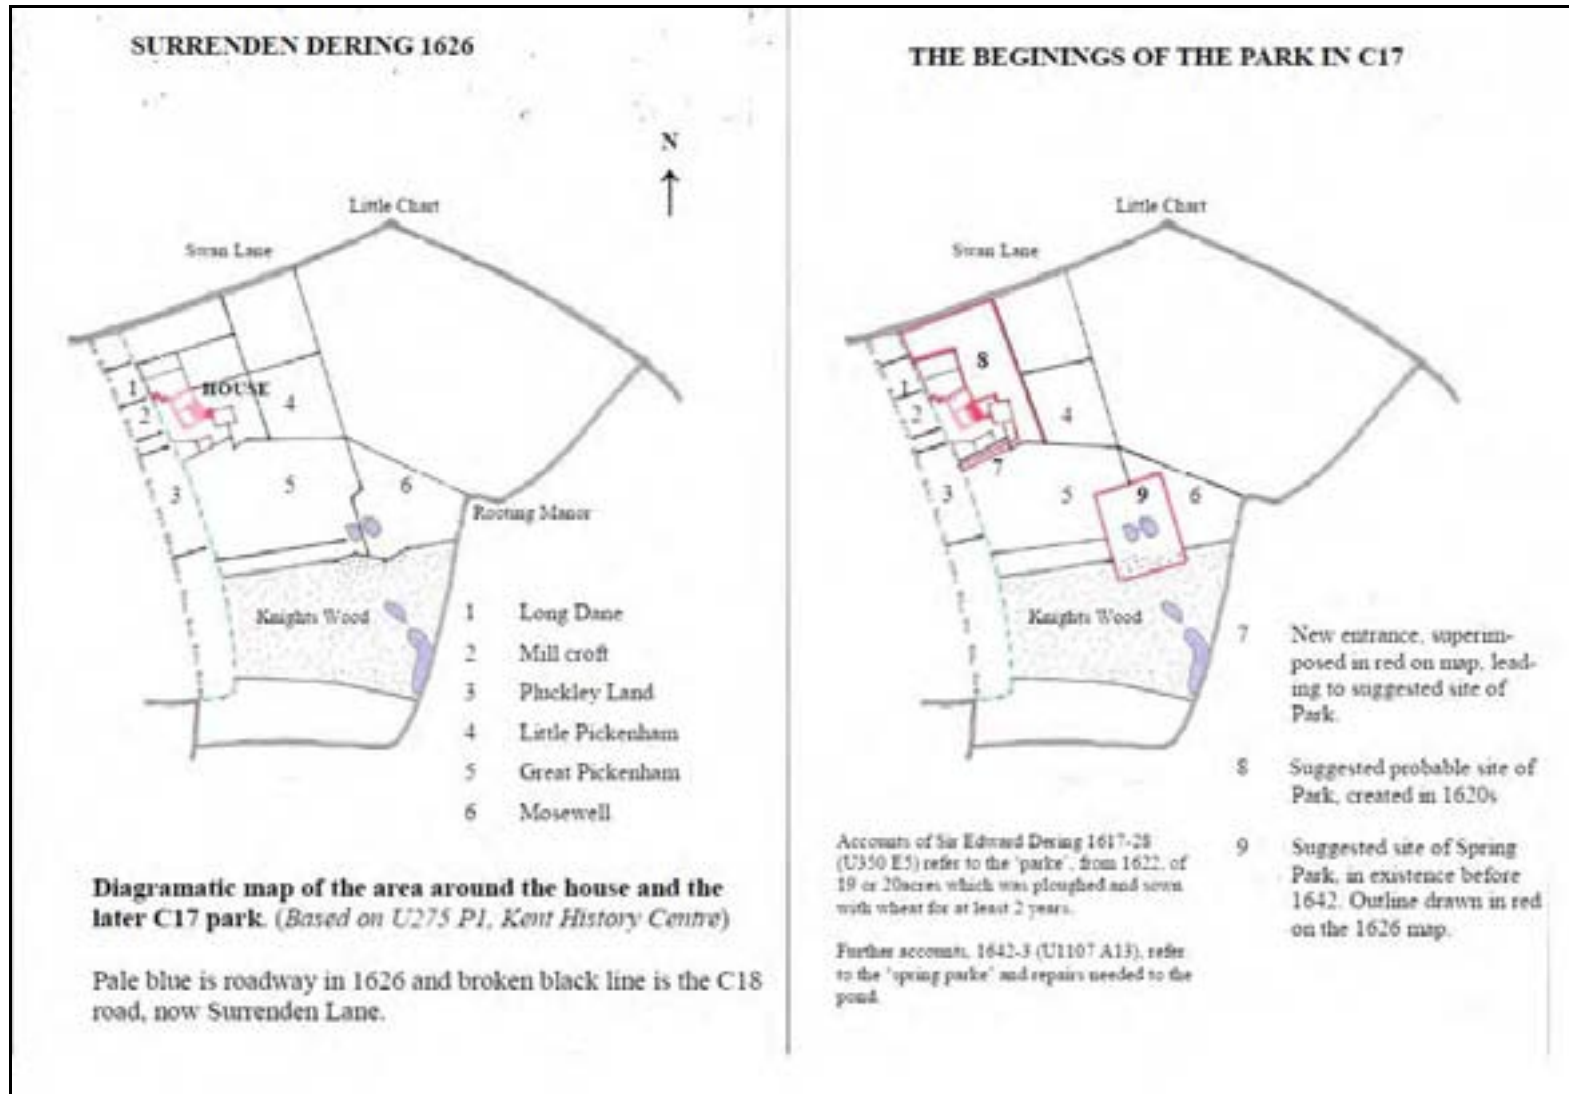 SURRENDEN DERING 1626
N
Little Chart
Swan Lane
1
HOUSE
2
4
3
5
6
Rooting Manor
Knights Wood
1 Long Dane
2 Mill croft
3 Pluckley Land
4 Little Pickenham
5 Great Pickenham
6 Mosewell
Diagramatic map of the area around the house and the
later C17 park. (Based on U275 P1, Kent History Centre)
Pale blue is roadway in 1626 and broken black line is the C18
road, now Surrenden Lane.
THE BEGININGS OF THE PARK IN C17
Little Chart
Swan Lane
8
1
2
4
7
3
5
9
6
Knights Wood
7 New entrance, superim-
posed in red on map, lead-
ing to suggested site of
Park.
8 Suggested probable site of
Park, created in 1620s
9 Suggested site of Spring
Park, in existence before
1642. Outline drawn in red
on the 1626 map.
Accounts of Sir Edward Dering 1617-28
(U350 E5) refer to the 'parke', from 1622, of
19 or 20acres which was ploughed and sown
with wheat for at least 2 years.
Further accounts, 1642-3 (U1107 A13), refer
to the 'spring parke' and repairs needed to the
pond.